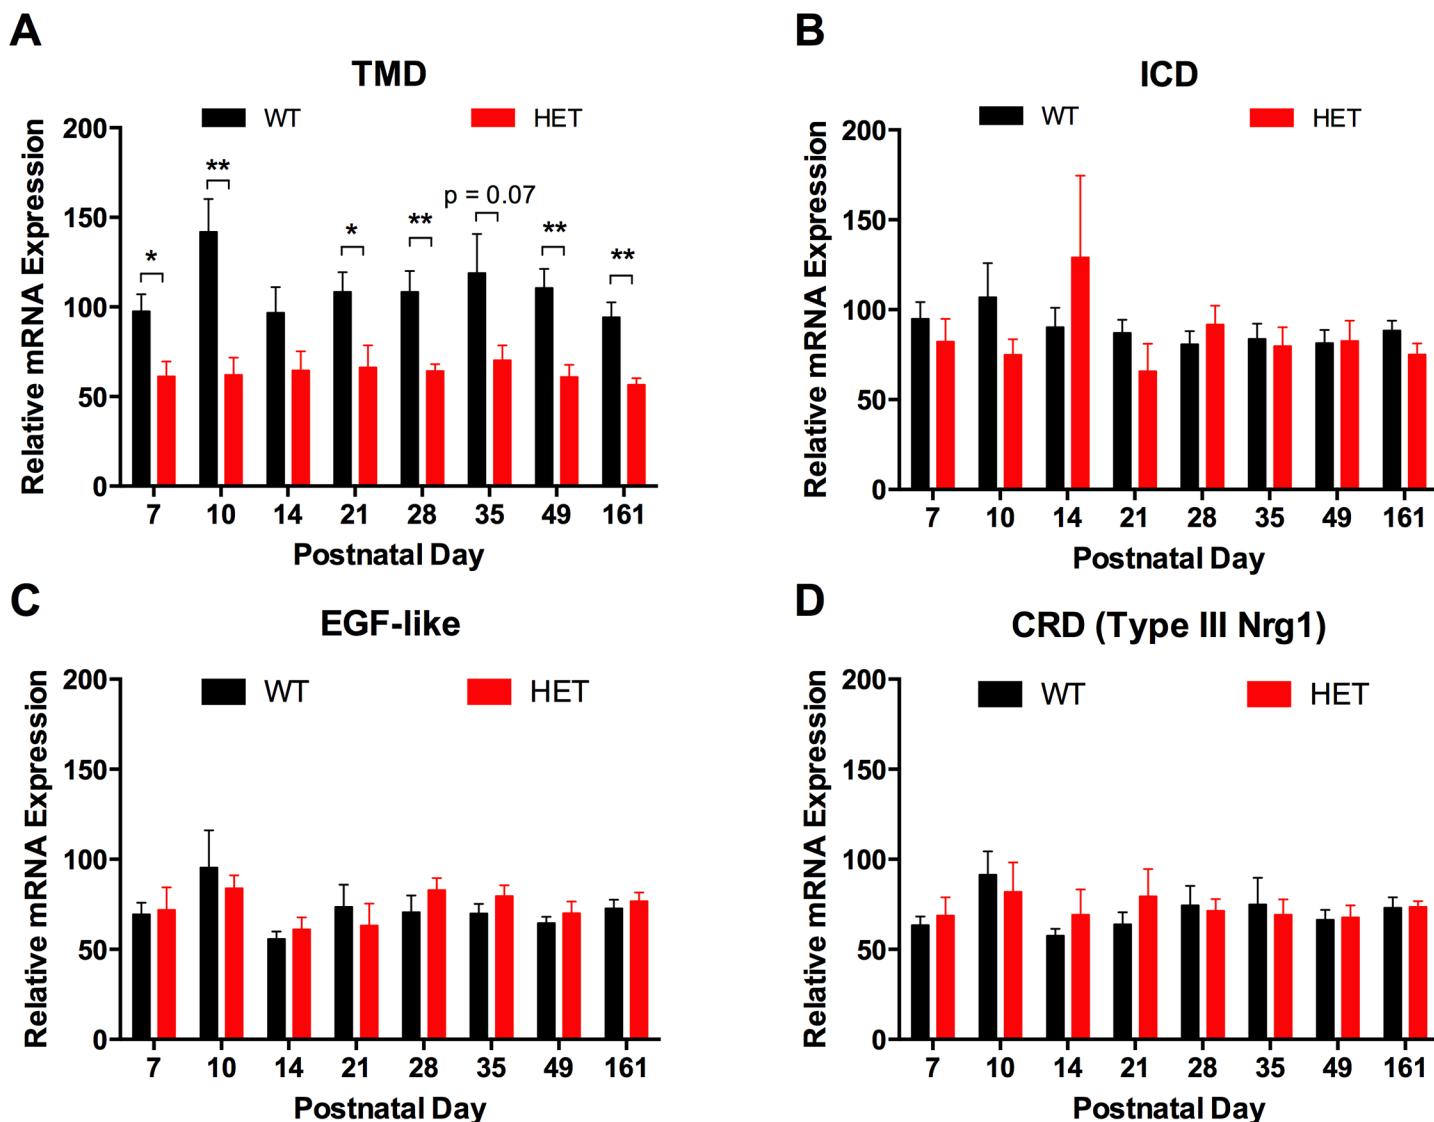 A
TMD
WT
HET
Relative mRNA Expression
200
150
100
50
0
*
**
*
**
p = 0.07
**
**
7 10 14 21 28 35 49 161
Postnatal Day
B
ICD
WT
HET
Relative mRNA Expression
200
150
100
50
0
7 10 14 21 28 35 49 161
Postnatal Day
C
EGF-like
WT
HET
Relative mRNA Expression
200
150
100
50
0
7 10 14 21 28 35 49 161
Postnatal Day
D
CRD (Type III Nrg1)
WT
HET
Relative mRNA Expression
200
150
100
50
0
7 10 14 21 28 35 49 161
Postnatal Day